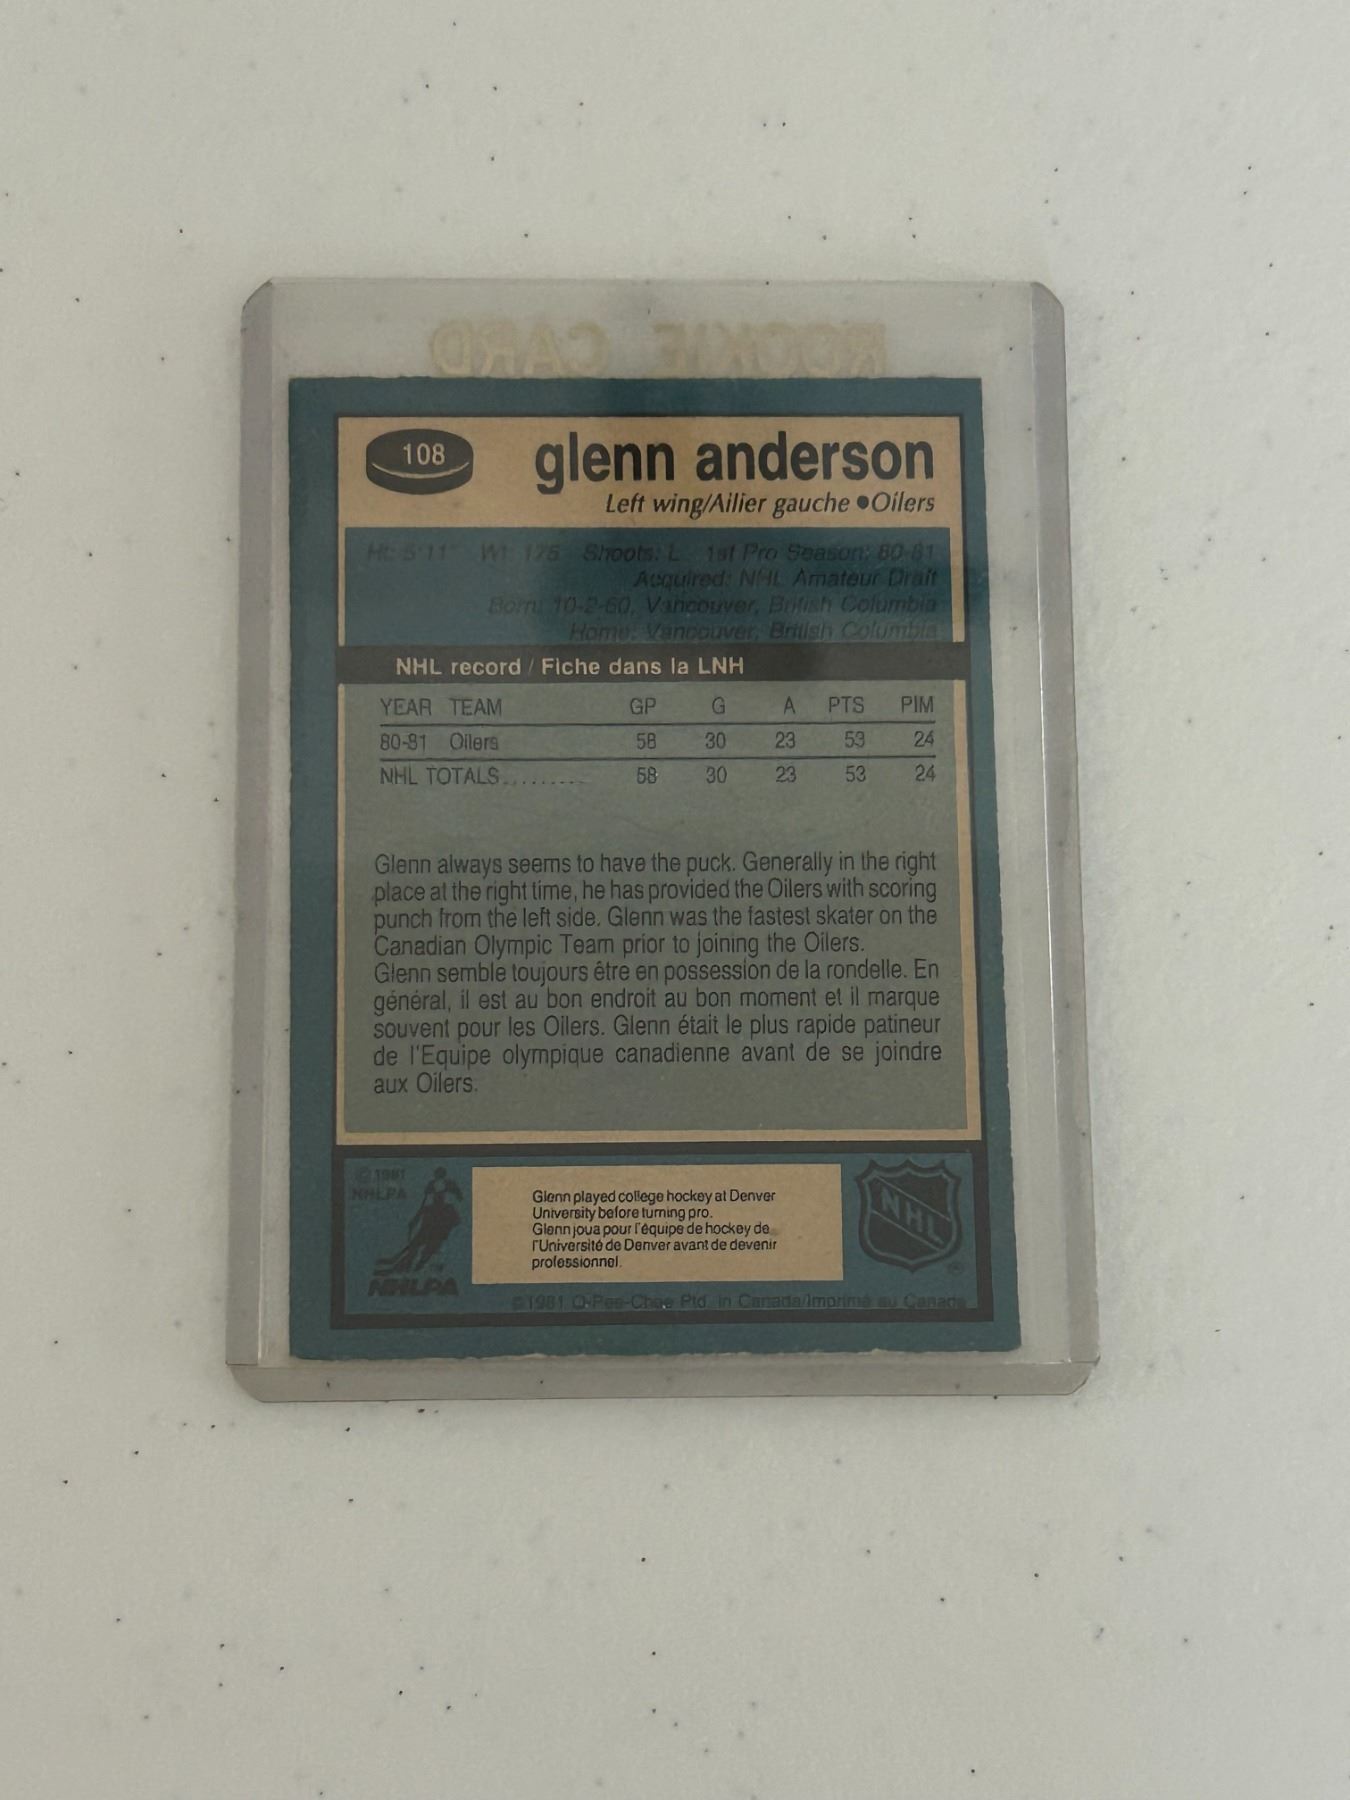 ROOKIE CARD
108
glenn anderson
Left wing/Ailier gauche •Oilers
Ht: 5'11" Wt: 175 Shoots: L 1st Pro Season: 80-81
Acquired: NHL Amateur Draft
Born: 10-2-60, Vancouver, British Columbia
Home: Vancouver, British Columbia
NHL record / Fiche dans la LNH
YEAR TEAM GP G A PTS PIM
80-81 Oilers 58 30 23 53 24
NHL TOTALS......... 58 30 23 53 24
Glenn always seems to have the puck. Generally in the right
place at the right time, he has provided the Oilers with scoring
punch from the left side. Glenn was the fastest skater on the
Canadian Olympic Team prior to joining the Oilers.
Glenn semble toujours être en possession de la rondelle. En
général, il est au bon endroit au bon moment et il marque
souvent pour les Oilers. Glenn était le plus rapide patineur
de l'Equipe olympique canadienne avant de se joindre
aux Oilers.
© 1981
NHLPA
NHLPA
Glenn played college hockey at Denver
University before turning pro.
Glenn joua pour l'équipe de hockey de
l'Université de Denver avant de devenir
professionnel.
NHL
©1981 O-Pee-Chee Ptd. in Canada/Imprimé au Canada